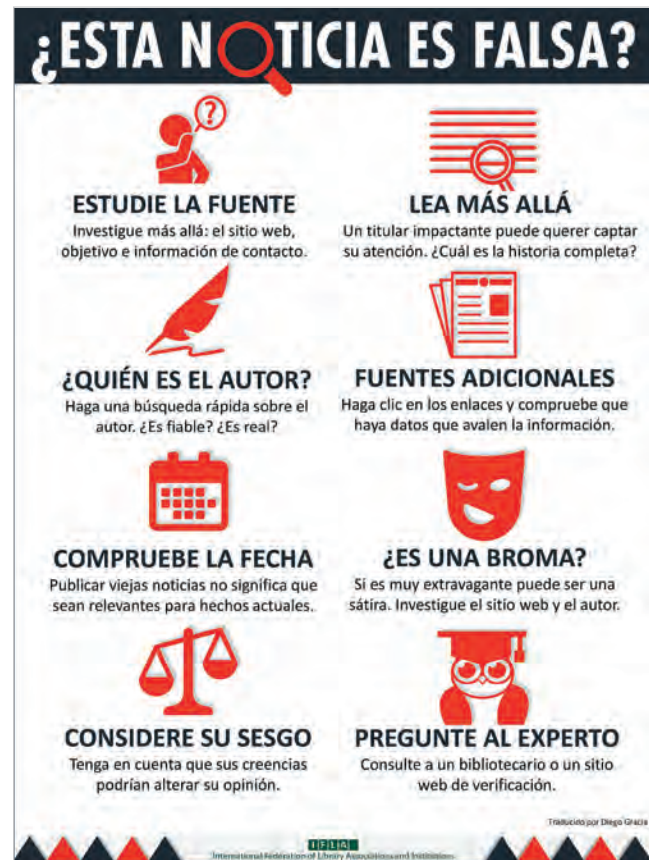 ¿ESTA NOTICIA ES FALSA?
?
ESTUDIE LA FUENTE
Investigue más allá: el sitio web,
objetivo e información de contacto.
LEA MÁS ALLÁ
Un titular impactante puede querer captar
su atención. ¿Cuál es la historia completa?
¿QUIÉN ES EL AUTOR?
Haga una búsqueda rápida sobre el
autor. ¿Es fiable? ¿Es real?
FUENTES ADICIONALES
Haga clic en los enlaces y compruebe que
haya datos que avalen la información.
COMPRUEBE LA FECHA
Publicar viejas noticias no significa que
sean relevantes para hechos actuales.
¿ES UNA BROMA?
Si es muy extravagante puede ser una
sátira. Investigue el sitio web y el autor.
CONSIDERE SU SESGO
Tenga en cuenta que sus creencias
podrían alterar su opinión.
PREGUNTE AL EXPERTO
Consulte a un bibliotecario o un sitio
web de verificación.
Traducido por Diego Gracia
IFLA
International Federation of Library Associations and Institutions